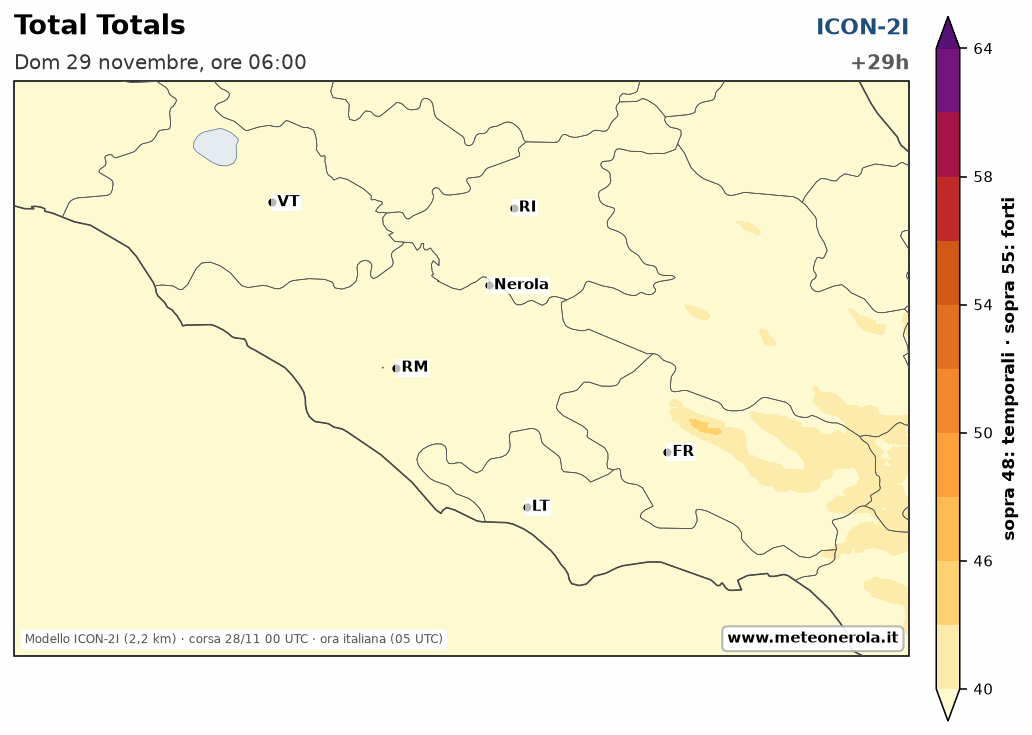 Total Totals
ICON-2I
Dom 29 novembre, ore 06:00
+29h
VT
RI
Nerola
RM
FR
LT
Modello ICON-2I (2,2 km) · corsa 28/11 00 UTC · ora italiana (05 UTC)
www.meteonerola.it
64
58
54
50
46
40
sopra 48: temporali · sopra 55: forti